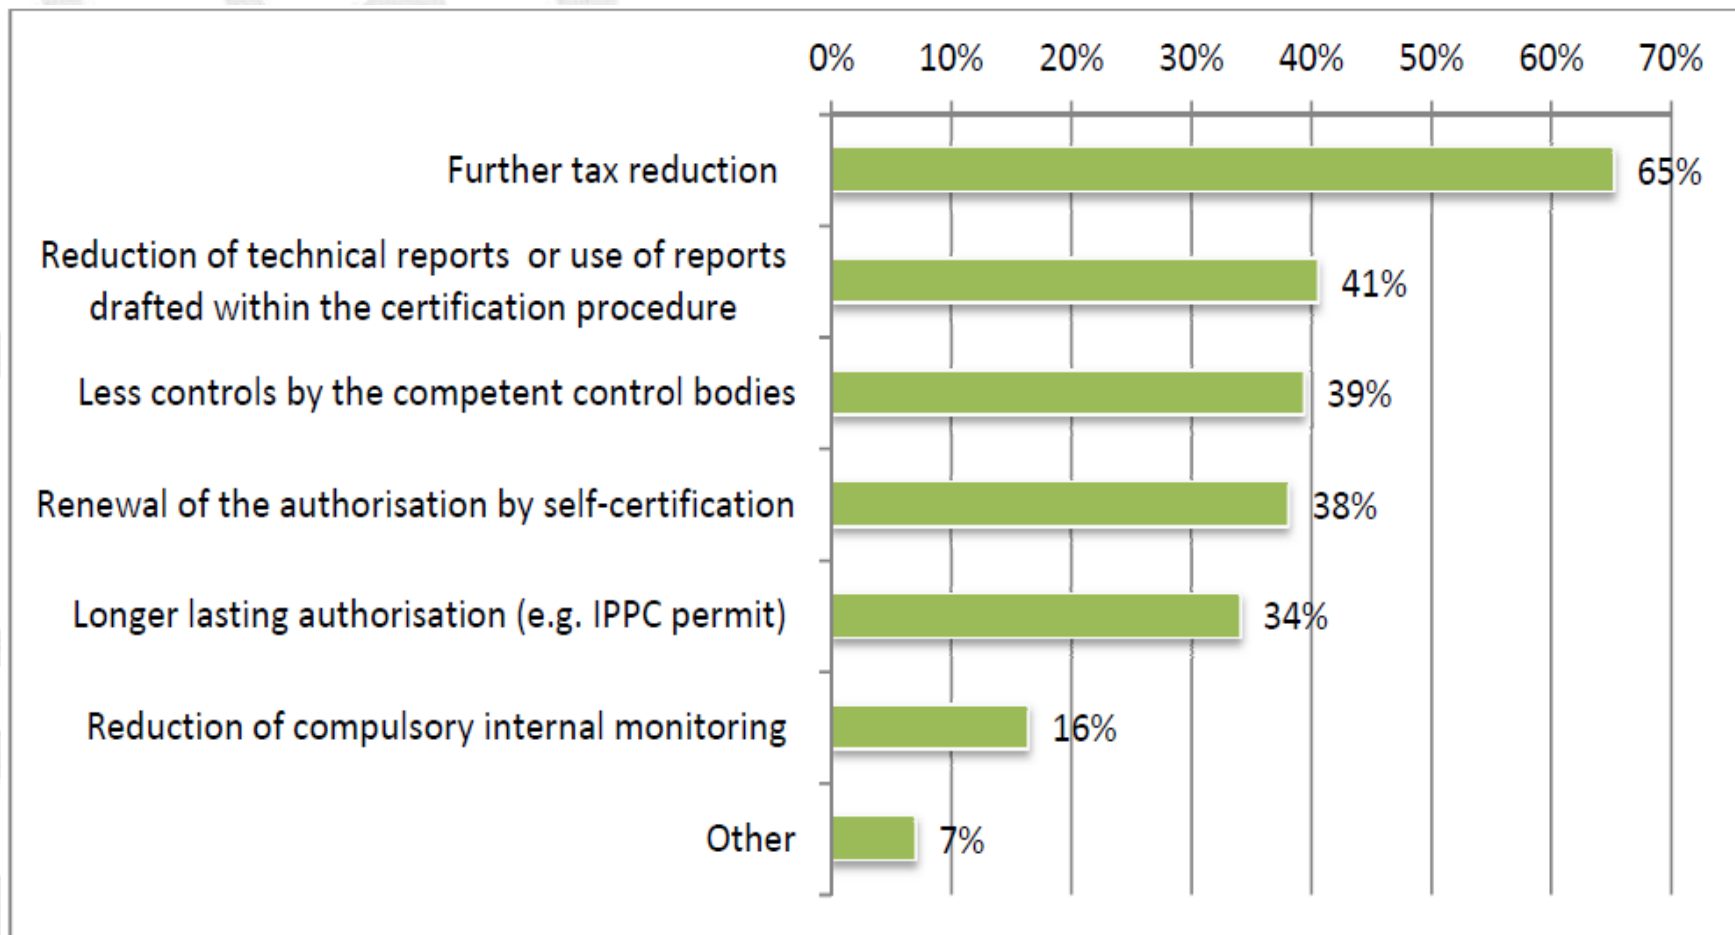 0% 10% 20% 30% 40% 50% 60% 70%
Further tax reduction 65%
Reduction of technical reports or use of reports
drafted within the certification procedure 41%
Less controls by the competent control bodies 39%
Renewal of the authorisation by self-certification 38%
Longer lasting authorisation (e.g. IPPC permit) 34%
Reduction of compulsory internal monitoring 16%
Other 7%